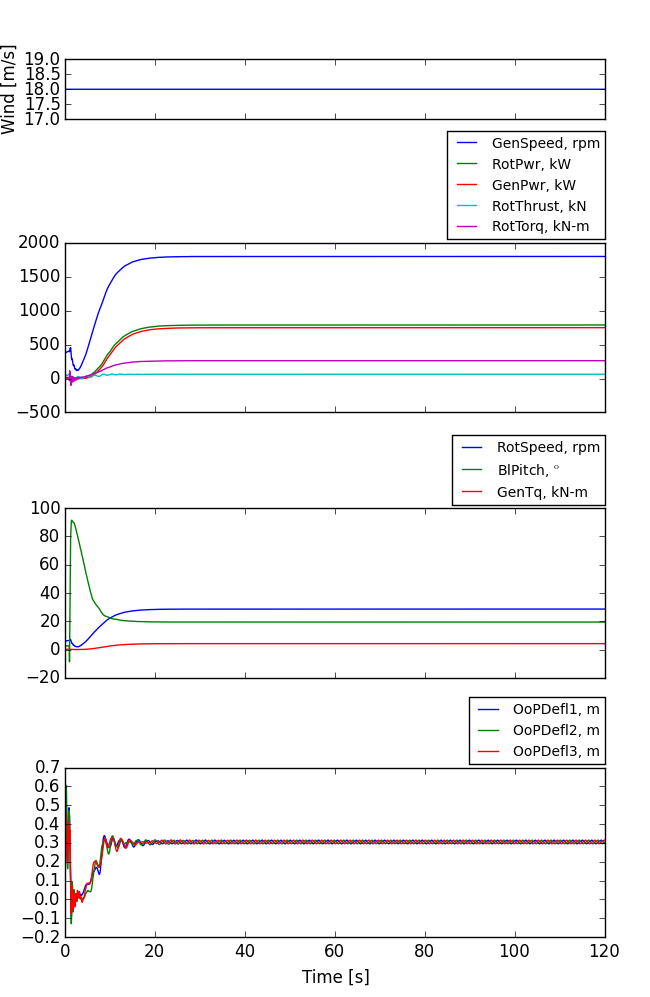 Wind [m/s]
19.0
18.5
18.0
17.5
17.0
GenSpeed, rpm
RotPwr, kW
GenPwr, kW
RotThrust, kN
RotTorq, kN-m
2000
1500
1000
500
0
−500
RotSpeed, rpm
BlPitch, °
GenTq, kN-m
100
80
60
40
20
0
−20
OoPDefl1, m
OoPDefl2, m
OoPDefl3, m
0.7
0.6
0.5
0.4
0.3
0.2
0.1
0.0
−0.1
−0.2
0 20 40 60 80 100 120
Time [s]